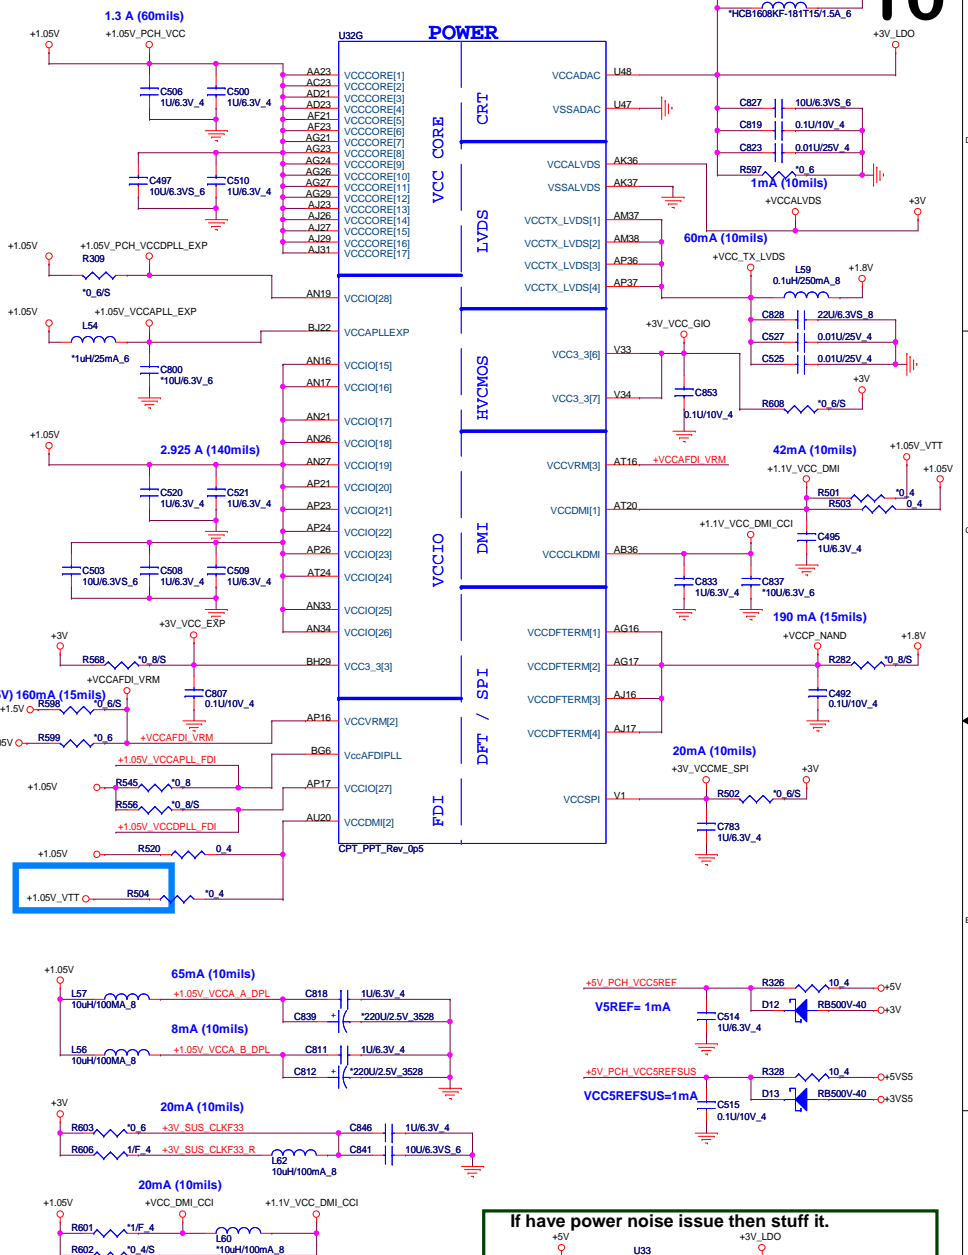 *HCB1608KF-181T15/1.5A_6
10
1.3 A (60mils)
+1.05V
+1.05V_PCH_VCC
U32G
POWER
+3V_LDO
C506
1U/6.3V_4
C500
1U/6.3V_4
C497
10U/6.3VS_6
C510
1U/6.3V_4
AA23 VCCCORE[1]
AC23 VCCCORE[2]
AD21 VCCCORE[3]
AD23 VCCCORE[4]
AF21 VCCCORE[5]
AF23 VCCCORE[6]
AG21 VCCCORE[7]
AG23 VCCCORE[8]
AG24 VCCCORE[9]
AG26 VCCCORE[10]
AG27 VCCCORE[11]
AG29 VCCCORE[12]
AJ23 VCCCORE[13]
AJ26 VCCCORE[14]
AJ27 VCCCORE[15]
AJ29 VCCCORE[16]
AJ31 VCCCORE[17]
VCC CORE
CRT
LVDS
HVCMOS
DMI
VCCIO
DFT / SPI
FDI
VCCADAC U48
VSSADAC U47
VCCALVDS AK36
VSSALVDS AK37
VCCTX_LVDS[1] AM37
VCCTX_LVDS[2] AM38
VCCTX_LVDS[3] AP36
VCCTX_LVDS[4] AP37
VCC3_3[6] V33
VCC3_3[7] V34
VCCVRM[3] AT16 +VCCAFDI_VRM
VCCDMI[1] AT20
VCCCLKDMI AB36
VCCDFTERM[1] AG16
VCCDFTERM[2] AG17
VCCDFTERM[3] AJ16
VCCDFTERM[4] AJ17
VCCSPI V1
C827 10U/6.3VS_6
C819 0.1U/10V_4
C823 0.01U/25V_4
R597 *0_6
1mA (10mils)
+VCCALVDS
+3V
60mA (10mils)
+VCC_TX_LVDS
L59
0.1uH/250mA_8
+1.8V
C828 22U/6.3VS_8
C527 0.01U/25V_4
C525 0.01U/25V_4
+3V_VCC_GIO
C853
0.1U/10V_4
+3V
R608 *0_6/S
42mA (10mils)
+1.05V_VTT
+1.1V_VCC_DMI
+1.05V
R501 *0_4
R503 0_4
C495
1U/6.3V_4
+1.1V_VCC_DMI_CCI
C833
1U/6.3V_4
C837
*10U/6.3V_6
190 mA (15mils)
+VCCP_NAND
+1.8V
R282 *0_8/S
C492
0.1U/10V_4
20mA (10mils)
+3V_VCCME_SPI
+3V
R502 *0_6/S
C783
1U/6.3V_4
+1.05V
+1.05V_PCH_VCCDPLL_EXP
R309
*0_6/S
AN19 VCCIO[28]
+1.05V
+1.05V_VCCAPLL_EXP
L54
*1uH/25mA_6
BJ22 VCCAPLLEXP
C800
*10U/6.3V_6
AN16 VCCIO[15]
AN17 VCCIO[16]
AN21 VCCIO[17]
AN26 VCCIO[18]
AN27 VCCIO[19]
AP21 VCCIO[20]
AP23 VCCIO[21]
AP24 VCCIO[22]
AP26 VCCIO[23]
AT24 VCCIO[24]
AN33 VCCIO[25]
AN34 VCCIO[26]
BH29 VCC3_3[3]
AP16 VCCVRM[2]
BG6 VccAFDIPLL
AP17 VCCIO[27]
AU20 VCCDMI[2]
CPT_PPT_Rev_0p5
+1.05V
2.925 A (140mils)
C520
1U/6.3V_4
C521
1U/6.3V_4
C503
10U/6.3VS_6
C508
1U/6.3V_4
C509
1U/6.3V_4
+3V
+3V_VCC_EXP
R568 *0_8/S
C807
0.1U/10V_4
V) 160mA (15mils)
+VCCAFDI_VRM
+1.5V R598 *0_6/S
05V R599 *0_6 +VCCAFDI_VRM
+1.05V_VCCAPLL_FDI
+1.05V R545 *0_8
R556 *0_8/S
+1.05V_VCCDPLL_FDI
+1.05V R520 0_4
+1.05V_VTT R504 *0_4
+1.05V
65mA (10mils)
L57
10uH/100MA_8
+1.05V_VCCA_A_DPL
C818 1U/6.3V_4
C839 + *220U/2.5V_3528
8mA (10mils)
L56
10uH/100MA_8
+1.05V_VCCA_B_DPL
C811 1U/6.3V_4
C812 + *220U/2.5V_3528
+3V
20mA (10mils)
R603 *0_6 +3V_SUS_CLKF33
C846 1U/6.3V_4
R606 1/F_4 +3V_SUS_CLKF33_R
L62
10uH/100mA_8
C841 10U/6.3VS_6
20mA (10mils)
+1.05V
+VCC_DMI_CCI
+1.1V_VCC_DMI_CCI
R601 *1/F_4
L60
*10uH/100mA_8
R602 *0_4/S
+5V_PCH_VCC5REF
R326 10_4 +5V
V5REF= 1mA
D12 RB500V-40 +3V
C514
1U/6.3V_4
+5V_PCH_VCC5REFSUS
R328 10_4 +5VS5
VCC5REFSUS=1mA
D13 RB500V-40 +3VS5
C515
0.1U/10V_4
If have power noise issue then stuff it.
+5V
U33
+3V_LDO